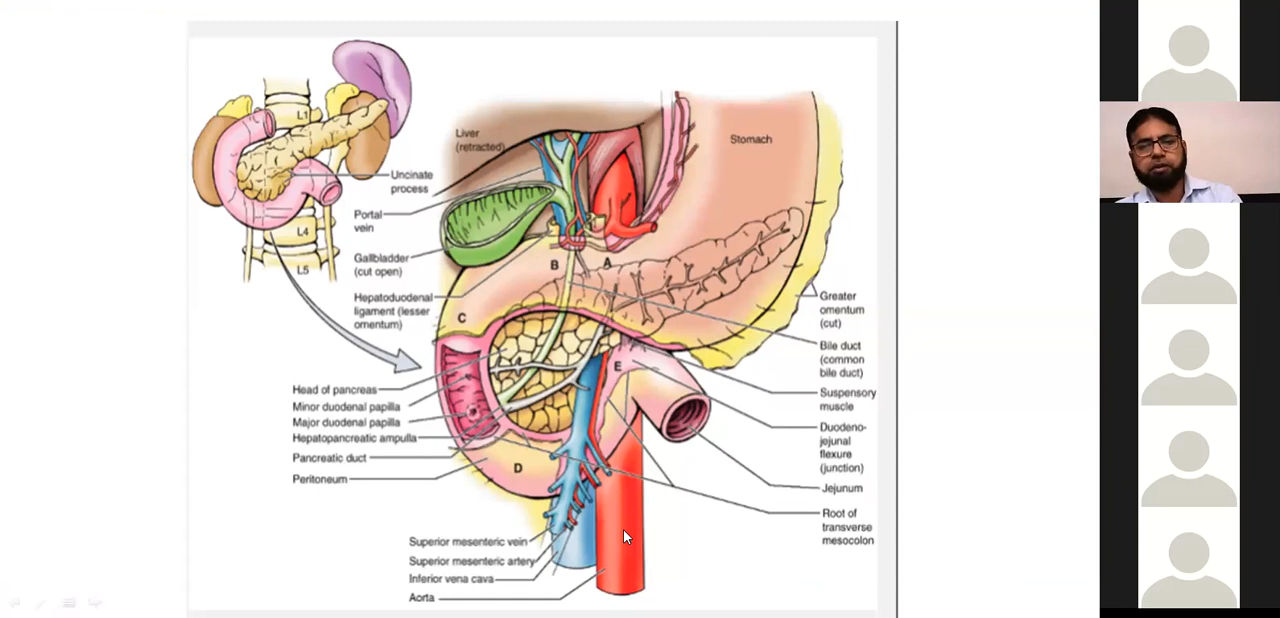 L1
L4
L5
Uncinate
process
Portal
vein
Gallbladder
(cut open)
Hepatoduodenal
ligament (lesser
omentum)
Liver
(retracted)
Stomach
B
A
C
E
D
Head of pancreas
Minor duodenal papilla
Major duodenal papilla
Hepatopancreatic ampulla
Pancreatic duct
Peritoneum
Superior mesenteric vein
Superior mesenteric artery
Inferior vena cava
Aorta
Greater
omentum
(cut)
Bile duct
(common
bile duct)
Suspensory
muscle
Duodeno-
jejunal
flexure
(junction)
Jejunum
Root of
transverse
mesocolon